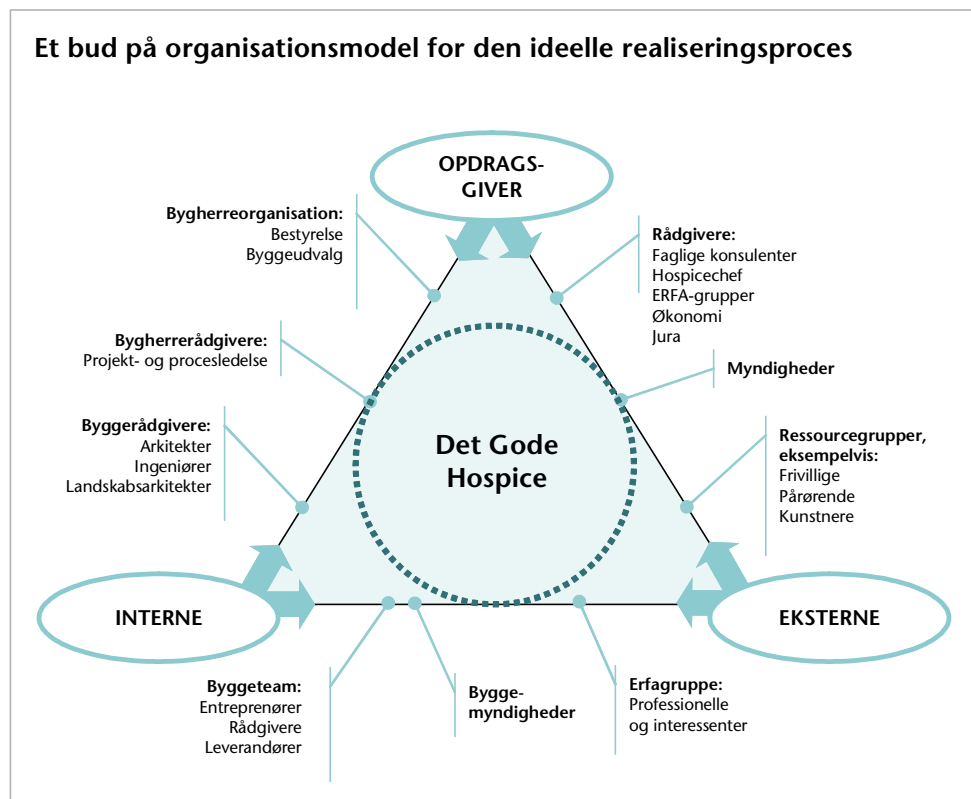 Et bud på organisationsmodel for den ideelle realiseringsproces
OPDRAGS-
GIVER
Bygherreorganisation:
Bestyrelse
Byggeudvalg
Rådgivere:
Faglige konsulenter
Hospicechef
ERFA-grupper
Økonomi
Jura
Bygherrerådgivere:
Projekt- og procesledelse
Myndigheder
Byggerådgivere:
Arkitekter
Ingeniører
Landskabsarkitekter
Det Gode
Hospice
Ressourcegrupper,
eksempelvis:
Frivillige
Pårørende
Kunstnere
INTERNE
EKSTERNE
Byggeteam:
Entreprenører
Rådgivere
Leverandører
Bygge-
myndigheder
Erfagruppe:
Professionelle
og interessenter